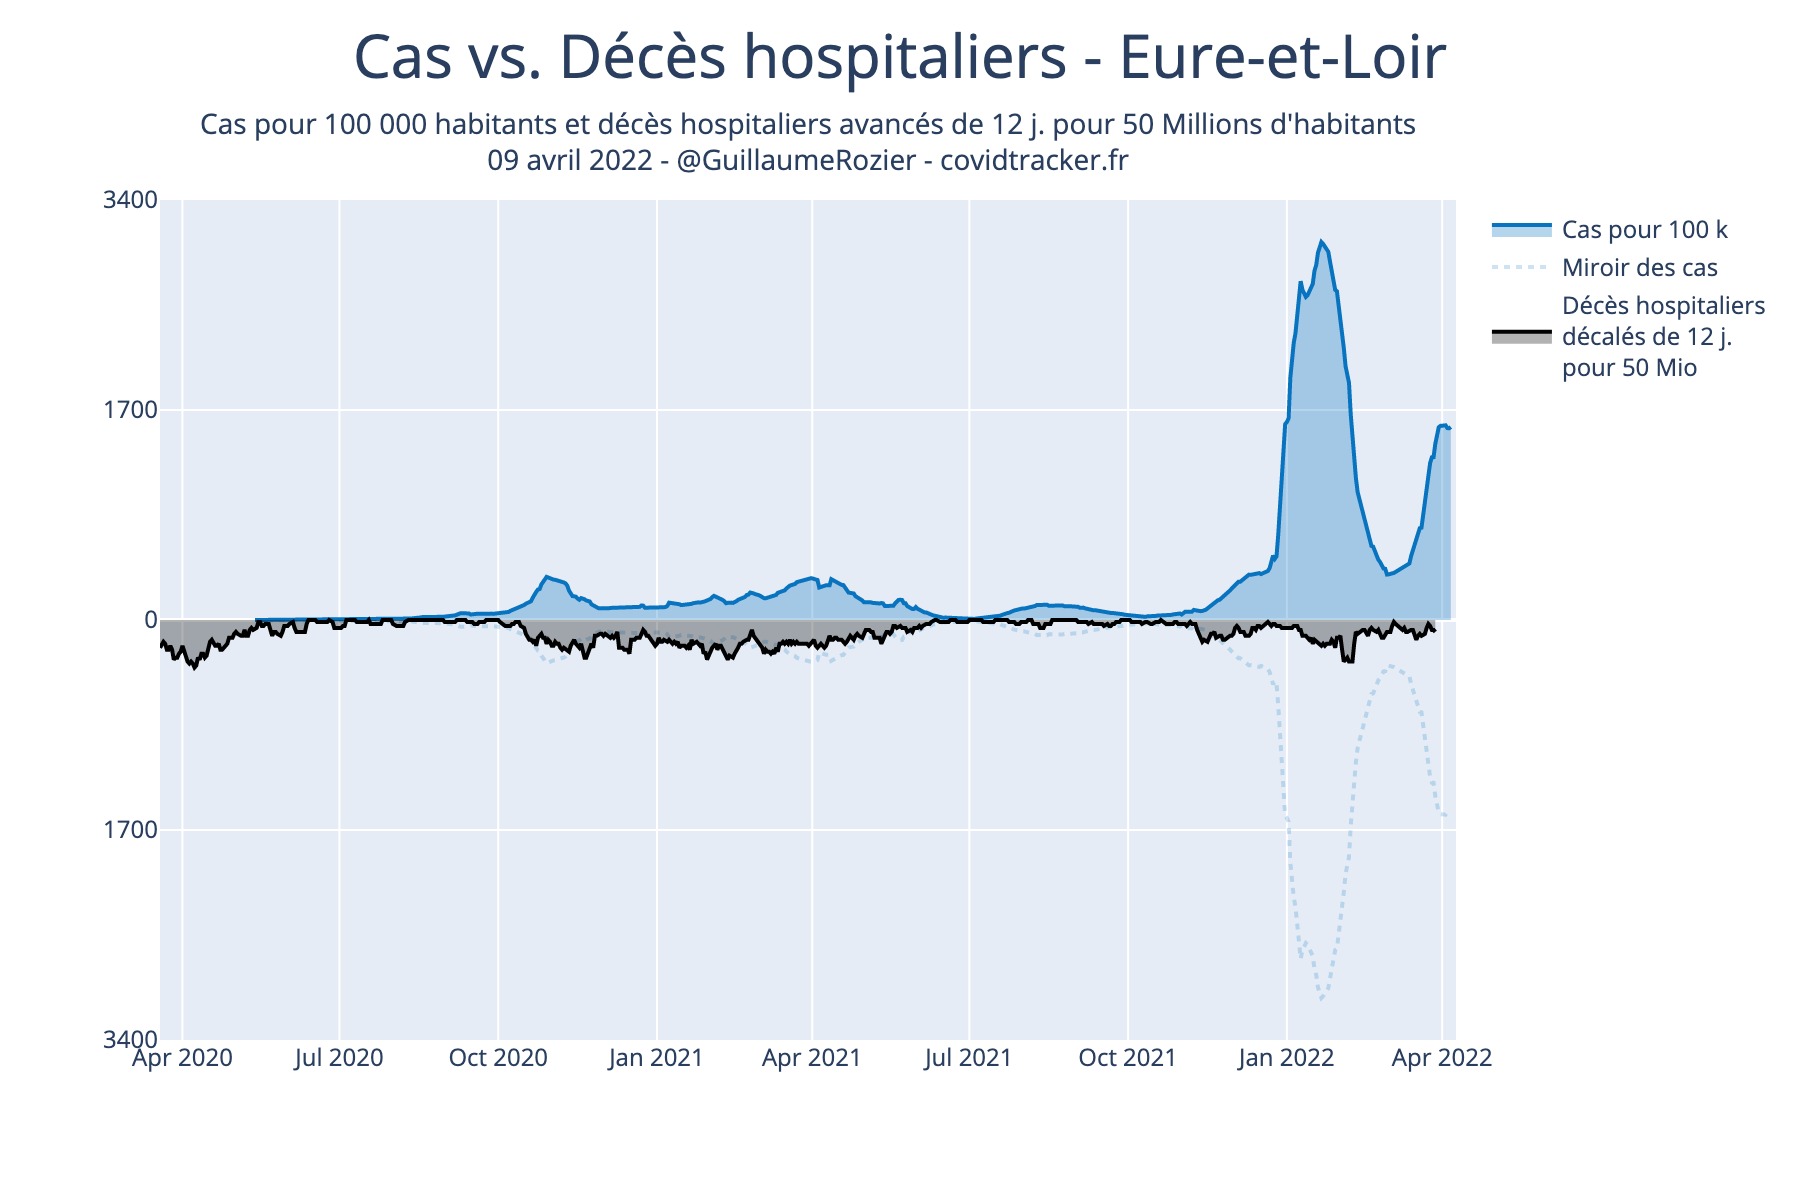 Cas vs. Décès hospitaliers - Eure-et-Loir
Cas pour 100 000 habitants et décès hospitaliers avancés de 12 j. pour 50 Millions d'habitants
09 avril 2022 - @GuillaumeRozier - covidtracker.fr
3400
1700
0
1700
3400
Apr 2020
Jul 2020
Oct 2020
Jan 2021
Apr 2021
Jul 2021
Oct 2021
Jan 2022
Apr 2022
Cas pour 100 k
Miroir des cas
Décès hospitaliers
décalés de 12 j.
pour 50 Mio